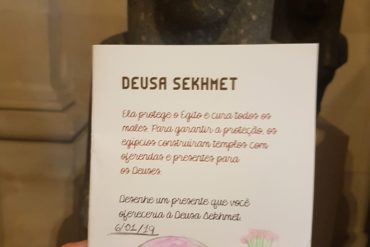 DEUSA SEKHMET
Ela protege o Egito e cura todos os
males. Para garantir a proteção, os
egípcios construíram templos com
oferendas e presentes para
os Deuses.
Desenhe um presente que você
ofereceria à Deusa Sekhmet.
6/01/19